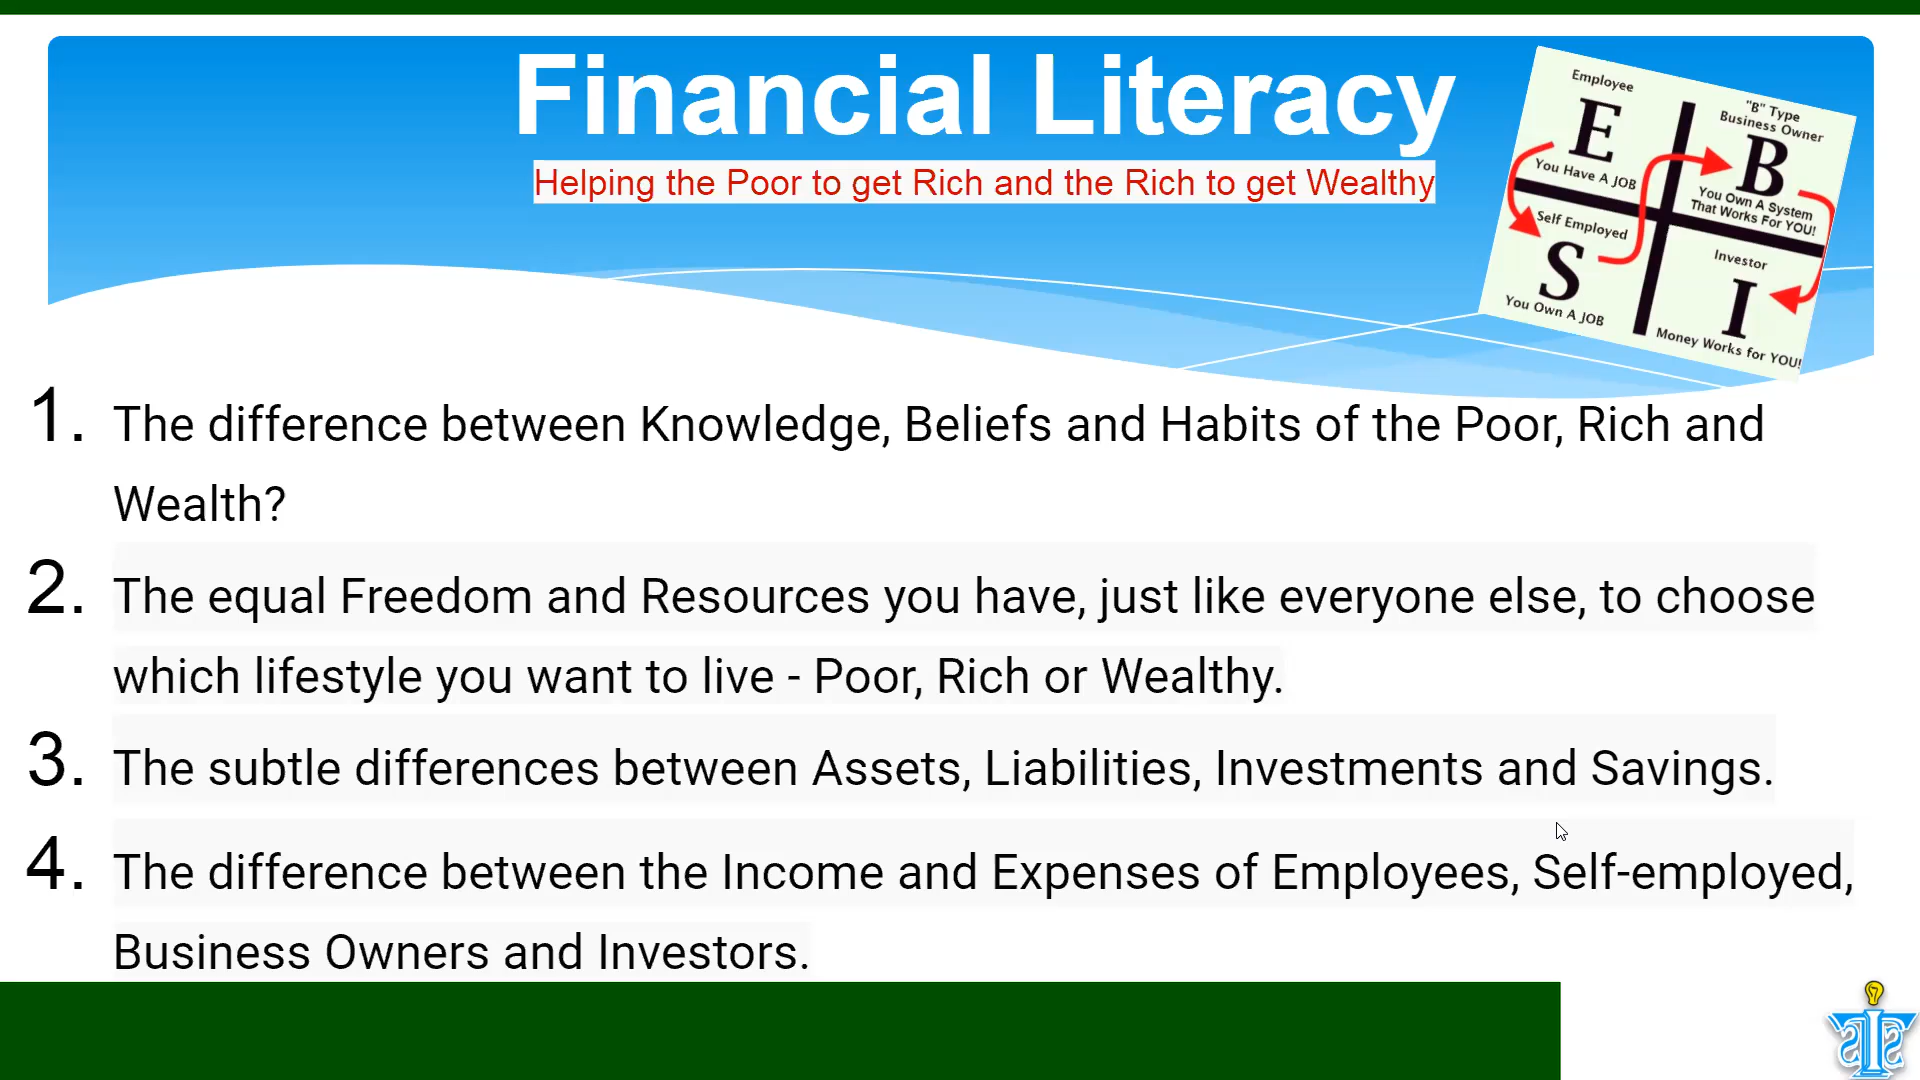 Financial Literacy
Helping the Poor to get Rich and the Rich to get Wealthy
Employee
E
You Have A JOB
"B" Type
Business Owner
B
You Own A System
That Works For YOU!
Self Employed
S
You Own A JOB
Investor
I
Money Works for YOU!
1. The difference between Knowledge, Beliefs and Habits of the Poor, Rich and
Wealth?
2. The equal Freedom and Resources you have, just like everyone else, to choose
which lifestyle you want to live - Poor, Rich or Wealthy.
3. The subtle differences between Assets, Liabilities, Investments and Savings.
4. The difference between the Income and Expenses of Employees, Self-employed,
Business Owners and Investors.